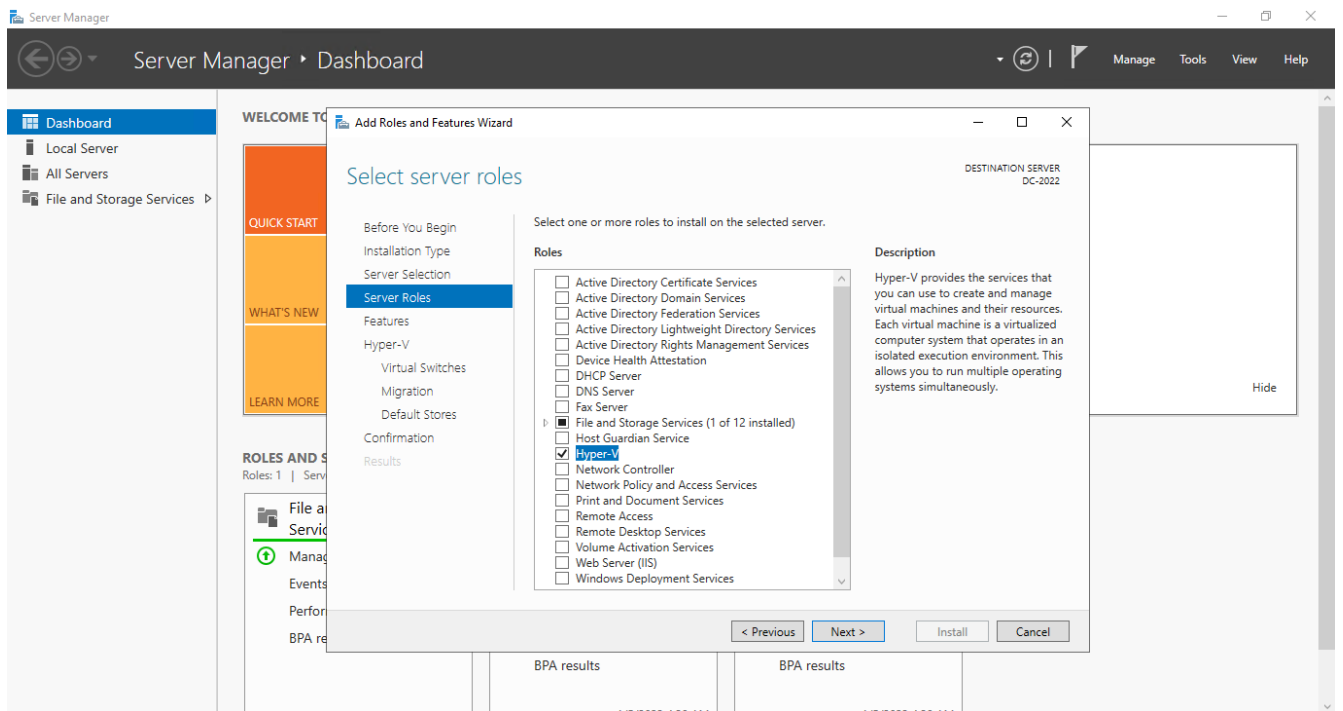 Server Manager
Server Manager • Dashboard
Manage Tools View Help
Dashboard
Local Server
All Servers
File and Storage Services
WELCOME TO
QUICK START
WHAT'S NEW
LEARN MORE
Hide
ROLES AND S
Roles: 1 | Serv
File a
Servic
Manag
Events
Perfor
BPA re
BPA results
BPA results
Add Roles and Features Wizard
Select server roles
DESTINATION SERVER
DC-2022
Before You Begin
Installation Type
Server Selection
Server Roles
Features
Hyper-V
Virtual Switches
Migration
Default Stores
Confirmation
Results
Select one or more roles to install on the selected server.
Roles
Active Directory Certificate Services
Active Directory Domain Services
Active Directory Federation Services
Active Directory Lightweight Directory Services
Active Directory Rights Management Services
Device Health Attestation
DHCP Server
DNS Server
Fax Server
File and Storage Services (1 of 12 installed)
Host Guardian Service
Hyper-V
Network Controller
Network Policy and Access Services
Print and Document Services
Remote Access
Remote Desktop Services
Volume Activation Services
Web Server (IIS)
Windows Deployment Services
Description
Hyper-V provides the services that
you can use to create and manage
virtual machines and their resources.
Each virtual machine is a virtualized
computer system that operates in an
isolated execution environment. This
allows you to run multiple operating
systems simultaneously.
< Previous
Next >
Install
Cancel